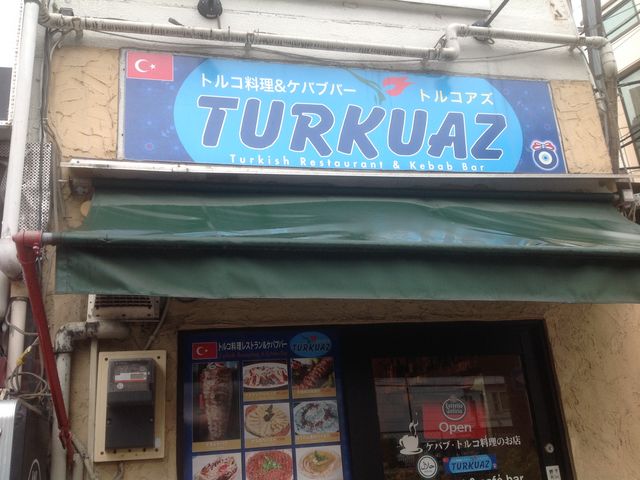 トルコ料理&ケバブバー
トルコアズ
TURKUAZ
Turkish Restaurant & Kebab Bar
トルコ料理レストラン&ケバブバー
TURKUAZ
Open
ケバブ・トルコ料理のお店
TURKUAZ
café bar